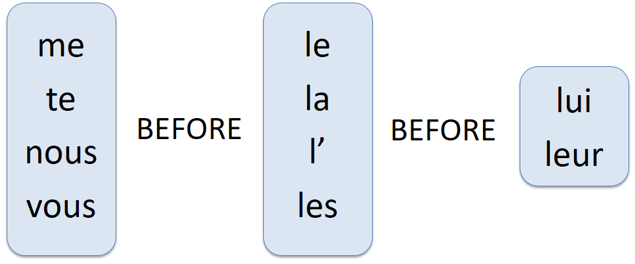 me
te
nous
vous
BEFORE
le
la
l’
les
BEFORE
lui
leur